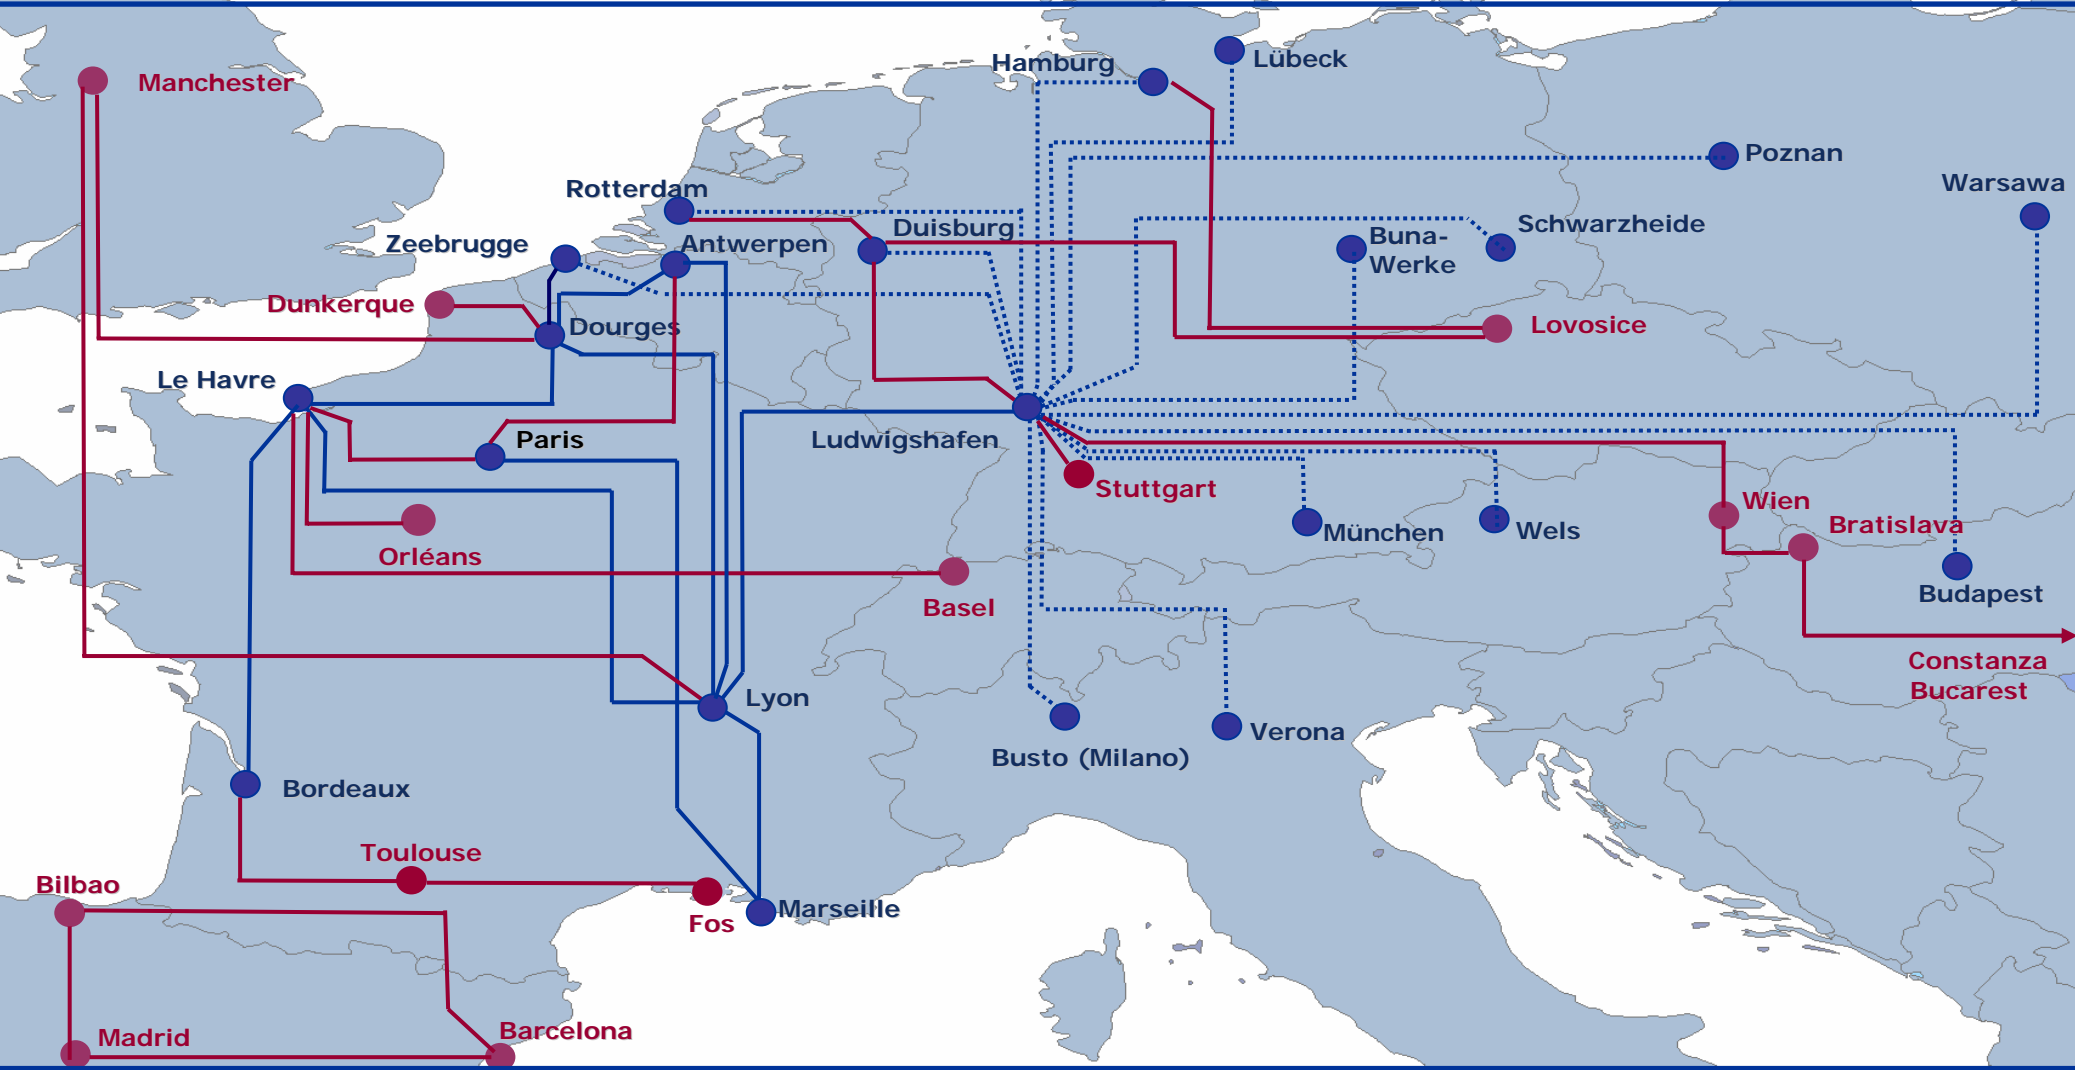 Hamburg
Lübeck
Manchester
Poznan
Warsawa
Rotterdam
Schwarzheide
Duisburg
Buna-
Werke
Zeebrugge
Antwerpen
Dunkerque
Dourges
Lovosice
Le Havre
Paris
Ludwigshafen
Stuttgart
Wien
Bratislava
München
Wels
Orléans
Basel
Budapest
Constanza
Bucarest
Lyon
Verona
Busto (Milano)
Bordeaux
Toulouse
Bilbao
Marseille
Fos
Barcelona
Madrid